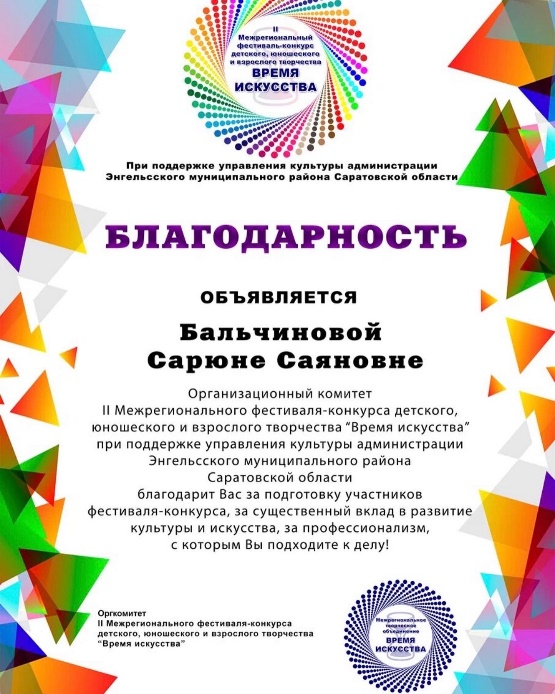 II
Межрегиональный
фестиваль-конкурс
детского, юношеского
и взрослого творчества
ВРЕМЯ
ИСКУССТВА
При поддержке управления культуры администрации
Энгельсского муниципального района Саратовской области
БЛАГОДАРНОСТЬ
ОБЪЯВЛЯЕТСЯ
Бальчиновой
Сарюне Саяновне
Организационный комитет
II Межрегионального фестиваля-конкурса детского,
юношеского и взрослого творчества “Время искусства”
при поддержке управления культуры администрации
Энгельсского муниципального района
Саратовской области
благодарит Вас за подготовку участников
фестиваля-конкурса, за существенный вклад в развитие
культуры и искусства, за профессионализм,
с которым Вы подходите к делу!
Оргкомитет
II Межрегионального фестиваля-конкурса
детского, юношеского и взрослого творчества
“Время искусства”
Межрегиональное
творческое
объединение
ВРЕМЯ
ИСКУССТВА